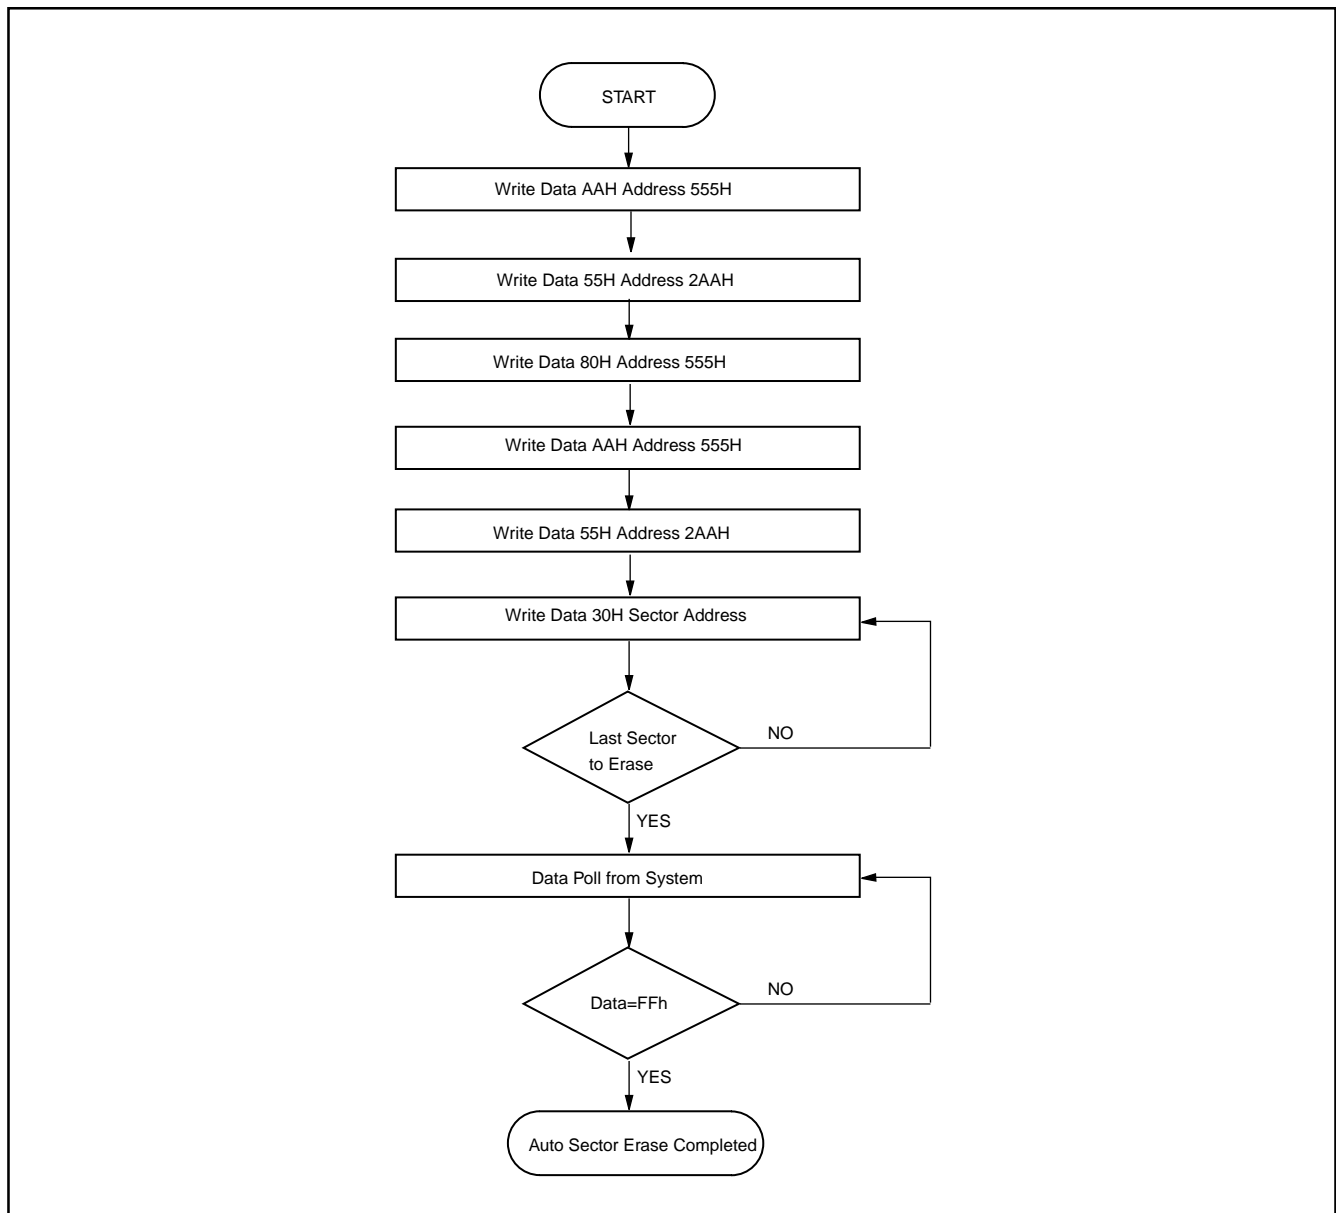 START
Write Data AAH Address 555H
Write Data 55H Address 2AAH
Write Data 80H Address 555H
Write Data AAH Address 555H
Write Data 55H Address 2AAH
Write Data 30H Sector Address
Last Sector
to Erase
NO
YES
Data Poll from System
Data=FFh
NO
YES
Auto Sector Erase Completed